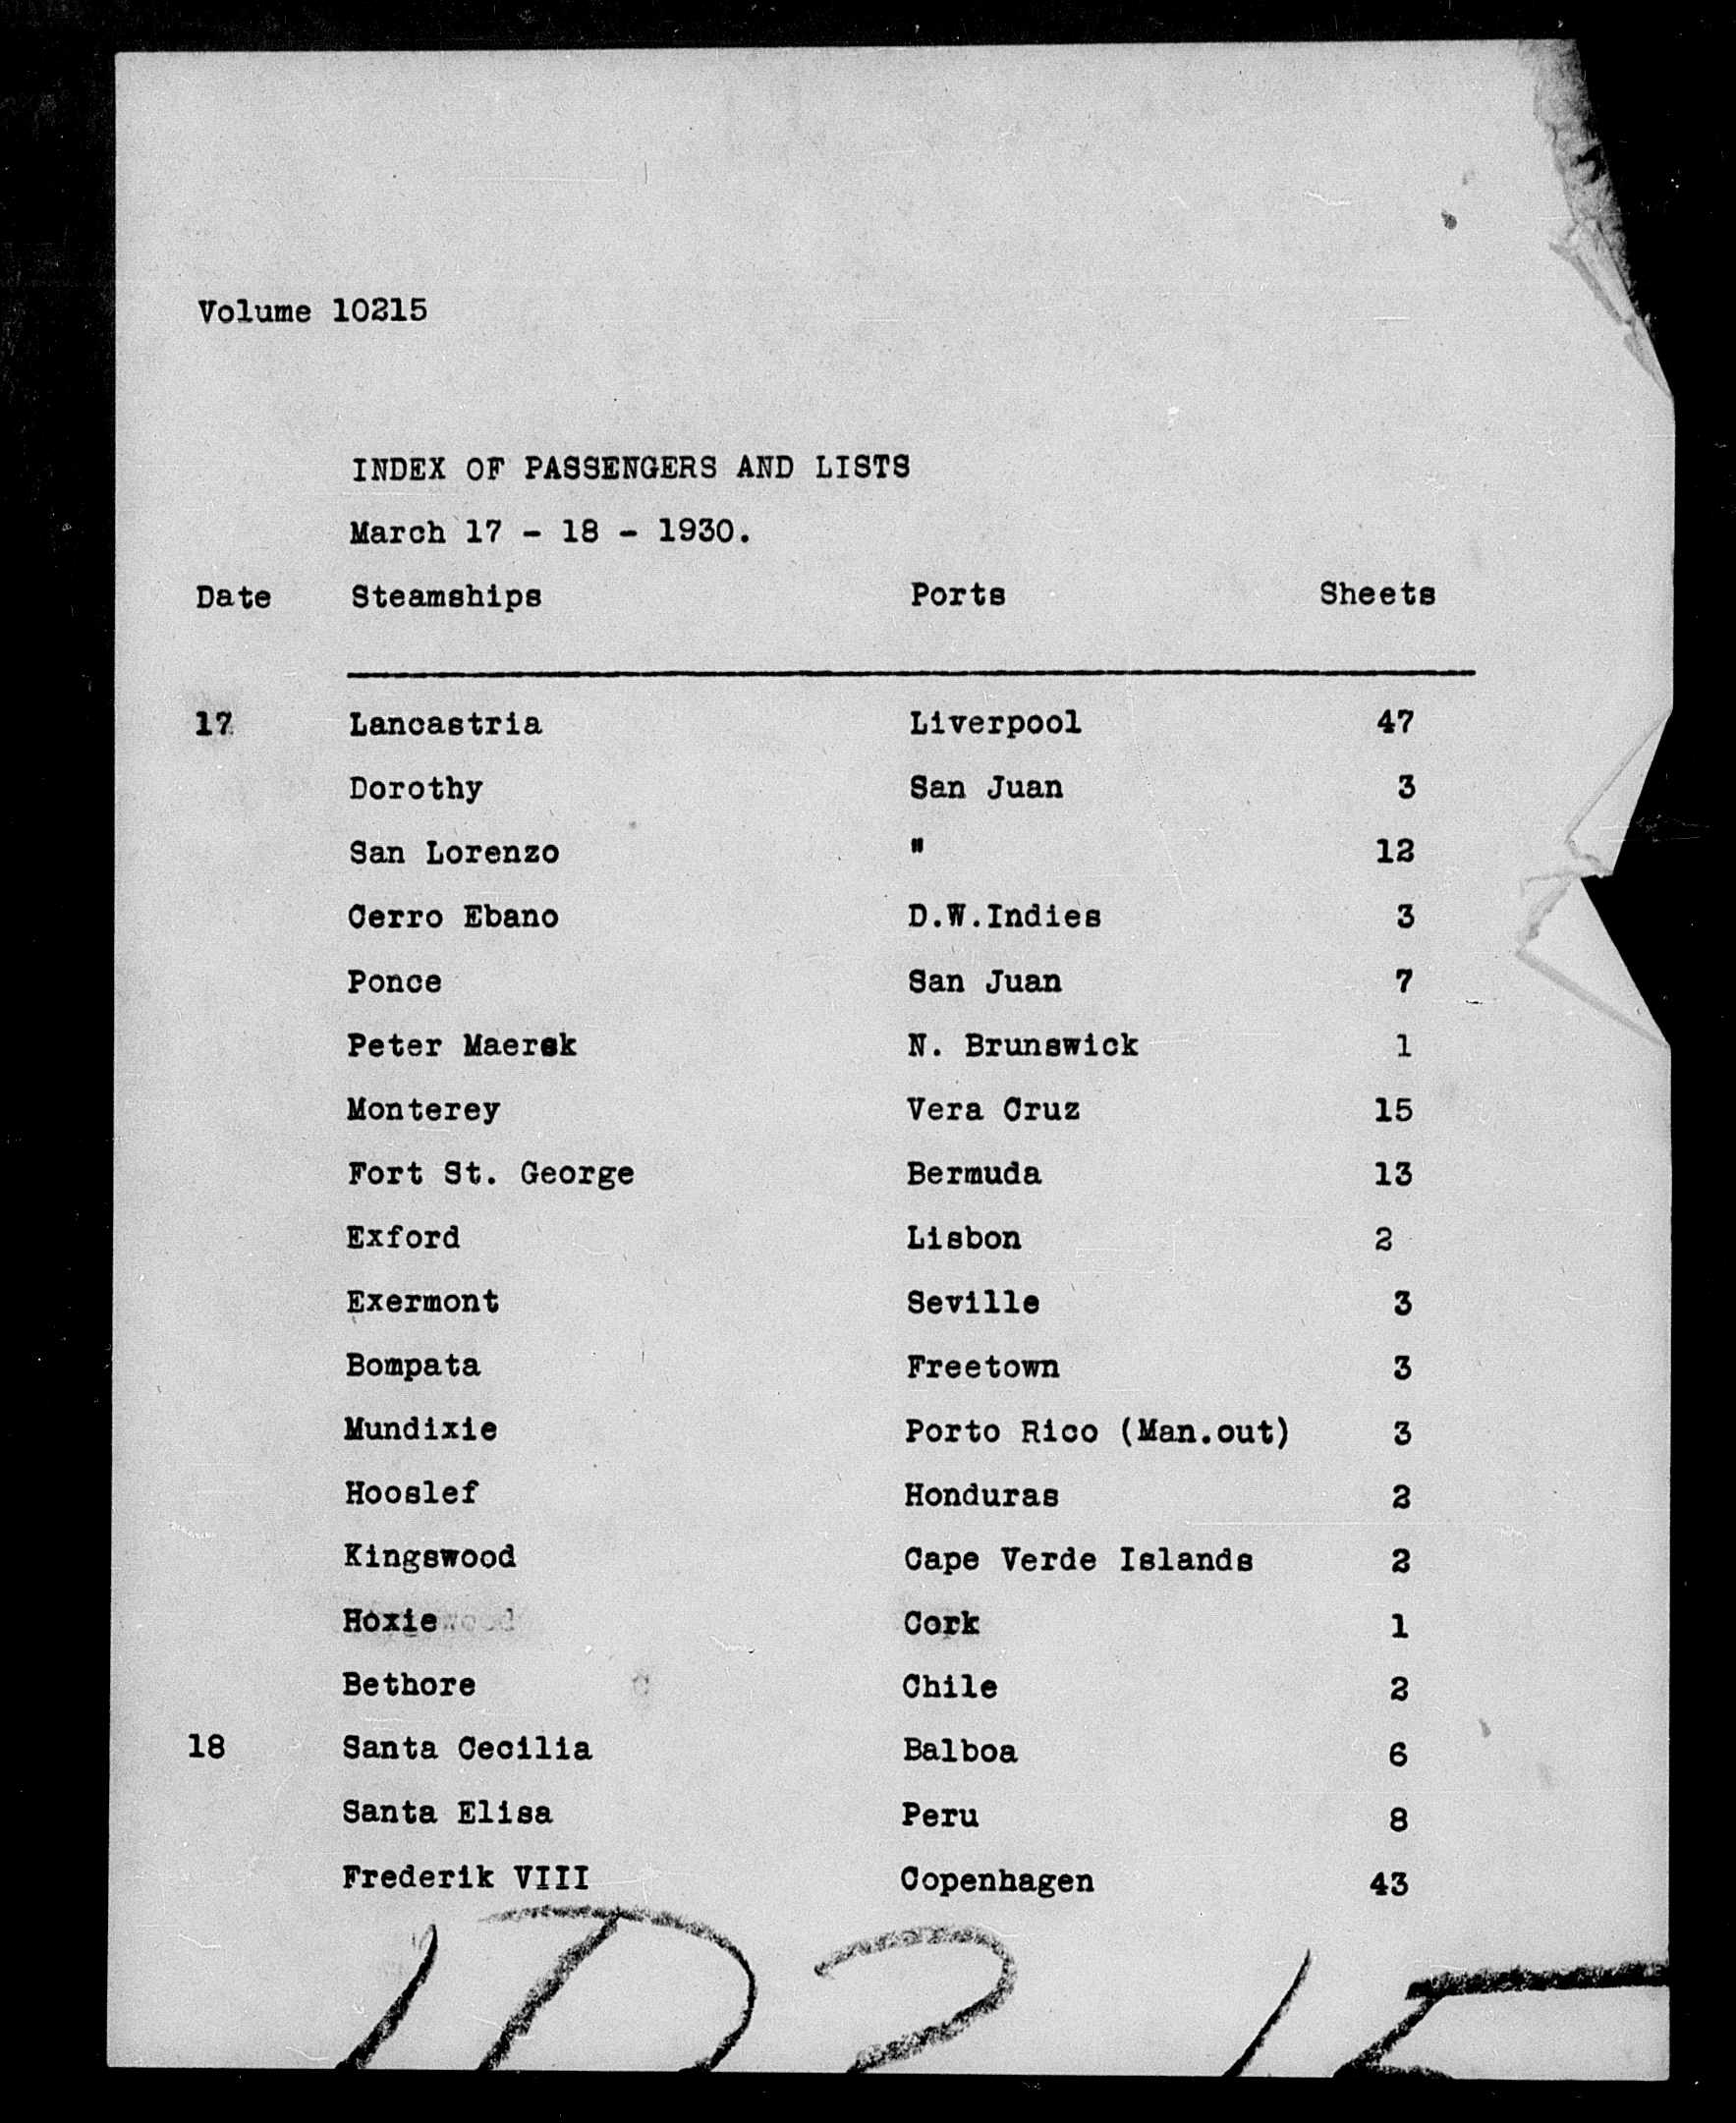 Volume 10215
INDEX OF PASSENGERS AND LISTS
March 17 - 18 - 1930.
Date Steamships Ports Sheets
17 Lancastria Liverpool 47
Dorothy San Juan 3
San Lorenzo " 12
Cerro Ebano D.W.Indies 3
Ponce San Juan 7
Peter Maersk N. Brunswick 1
Monterey Vera Cruz 15
Fort St. George Bermuda 13
Exford Lisbon 2
Exermont Seville 3
Bompata Freetown 3
Mundixie Porto Rico (Man.out) 3
Hooslef Honduras 2
Kingswood Cape Verde Islands 2
Hoxie Cork 1
Bethore Chile 2
18 Santa Cecilia Balboa 6
Santa Elisa Peru 8
Frederik VIII Copenhagen 43
10215